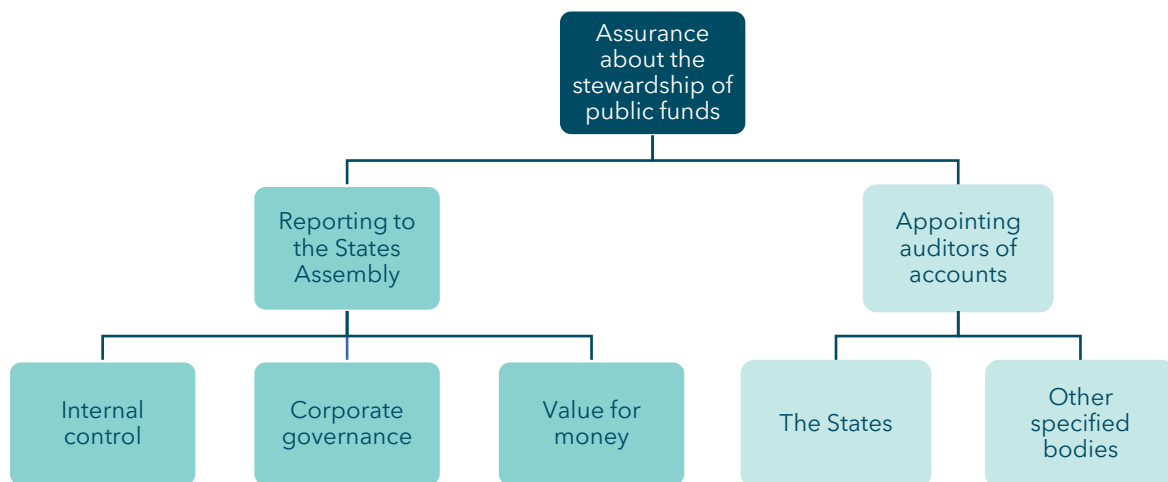 Assurance
about the
stewardship of
public funds
Reporting to
the States
Assembly
Appointing
auditors of
accounts
Internal
control
Corporate
governance
Value for
money
The States
Other
specified
bodies